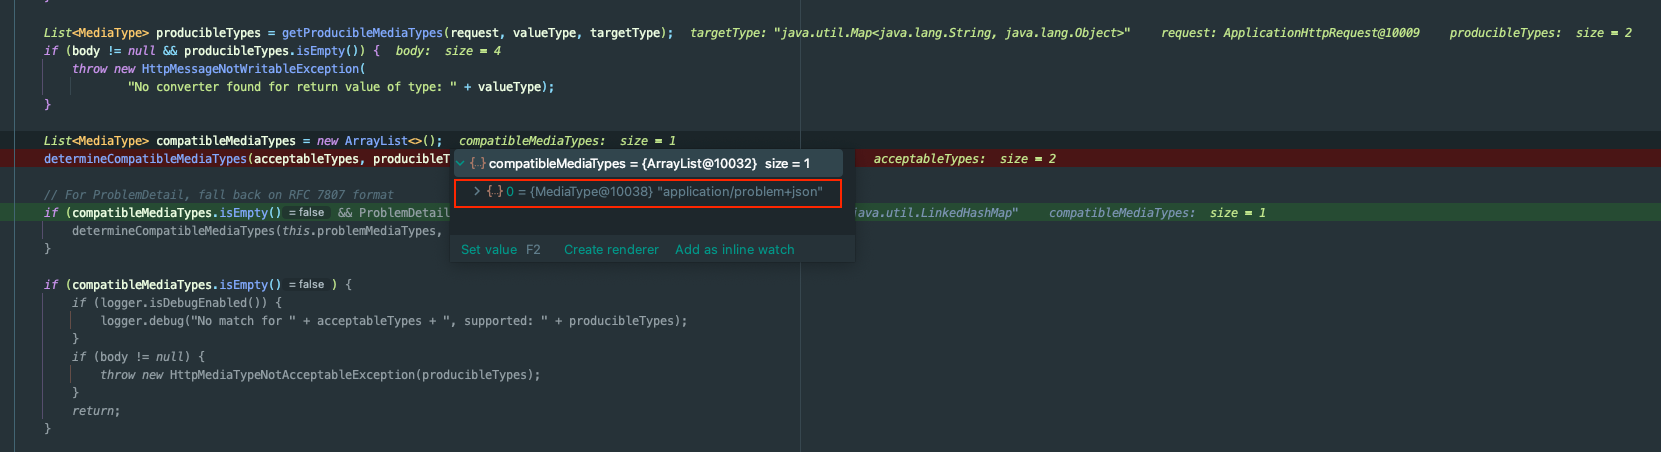 List<MediaType> producibleTypes = getProducibleMediaTypes(request, valueType, targetType);  targetType: "java.util.Map<java.lang.String, java.lang.Object>"    request: ApplicationHttpRequest@10009    producibleTypes:  size = 2
if (body != null && producibleTypes.isEmpty()) {  body:  size = 4
throw new HttpMessageNotWritableException(
"No converter found for return value of type: " + valueType);
}
List<MediaType> compatibleMediaTypes = new ArrayList<>();  compatibleMediaTypes:  size = 1
determineCompatibleMediaTypes(acceptableTypes, producibleT  acceptableTypes:  size = 2
{...} compatibleMediaTypes = {ArrayList@10032}  size = 1
// For ProblemDetail, fall back on RFC 7807 format
{...} 0 = {MediaType@10038} "application/problem+json"
if (compatibleMediaTypes.isEmpty() = false && ProblemDetail java.util.LinkedHashMap"    compatibleMediaTypes:  size = 1
determineCompatibleMediaTypes(this.problemMediaTypes,
}
Set value F2 Create renderer Add as inline watch
if (compatibleMediaTypes.isEmpty() = false ) {
if (logger.isDebugEnabled()) {
logger.debug("No match for " + acceptableTypes + ", supported: " + producibleTypes);
}
if (body != null) {
throw new HttpMediaTypeNotAcceptableException(producibleTypes);
}
return;
}